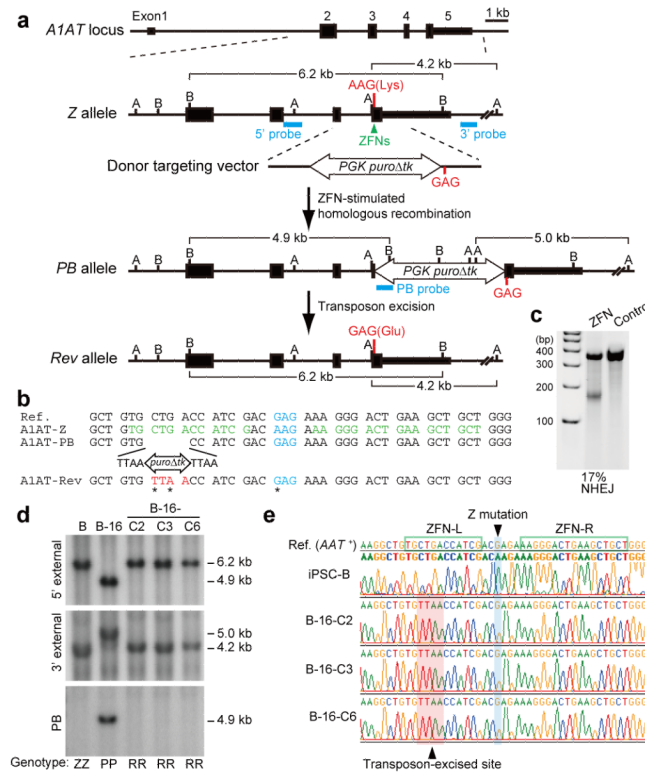 a
Exon1 2 3 4 5 1 kb
A1AT locus
6.2 kb 4.2 kb
AAG(Lys)
A B B A A B A
Z allele
5' probe ZFNs 3' probe
Donor targeting vector PGK puroΔtk
GAG
ZFN-stimulated
homologous recombination
4.9 kb 5.0 kb
A B B A B B AA B A
PB allele PGK puroΔtk
PB probe GAG
Transposon excision
GAG(Glu)
A B B A A B A
Rev allele
6.2 kb 4.2 kb
b
Ref. GCT GTG CTG ACC ATC GAC GAG AAA GGG ACT GAA GCT GCT GGG
A1AT-Z GCT GTG CTG ACC ATC GAC AAG AAA GGG ACT GAA GCT GCT GGG
A1AT-PB GCT GTG CC ATC GAC GAG AAA GGG ACT GAA GCT GCT GGG
TTAA puroΔtk TTAA
A1AT-Rev GCT GTG TTA ACC ATC GAC GAG AAA GGG ACT GAA GCT GCT GGG
* * *
c
ZFN Control
(bp)
400
300
200
100
17%
NHEJ
d
B-16-
B B-16 C2 C3 C6
5' external
6.2 kb
4.9 kb
3' external
5.0 kb
4.2 kb
PB
4.9 kb
Genotype: ZZ PP RR RR RR
e
Z mutation
ZFN-L ZFN-R
Ref. (AAT +) AAGGCTGTGCTGACCATCGACGAGAAAGGGACTGAAGCTGCTGGG
AAGGCTGTGCTGACCATCGACAAGAAAGGGACTGAAGCTGCTGGG
iPSC-B
AAGGCTGTGTTAACCATCGACGAGAAAGGGACTGAAGCTGCTGGG
B-16-C2
AAGGCTGTGTTAACCATCGACGAGAAAGGGACTGAAGCTGCTGGG
B-16-C3
AAGGCTGTGTTAACCATCGACGAGAAAGGGACTGAAGCTGCTGGG
B-16-C6
Transposon-excised site